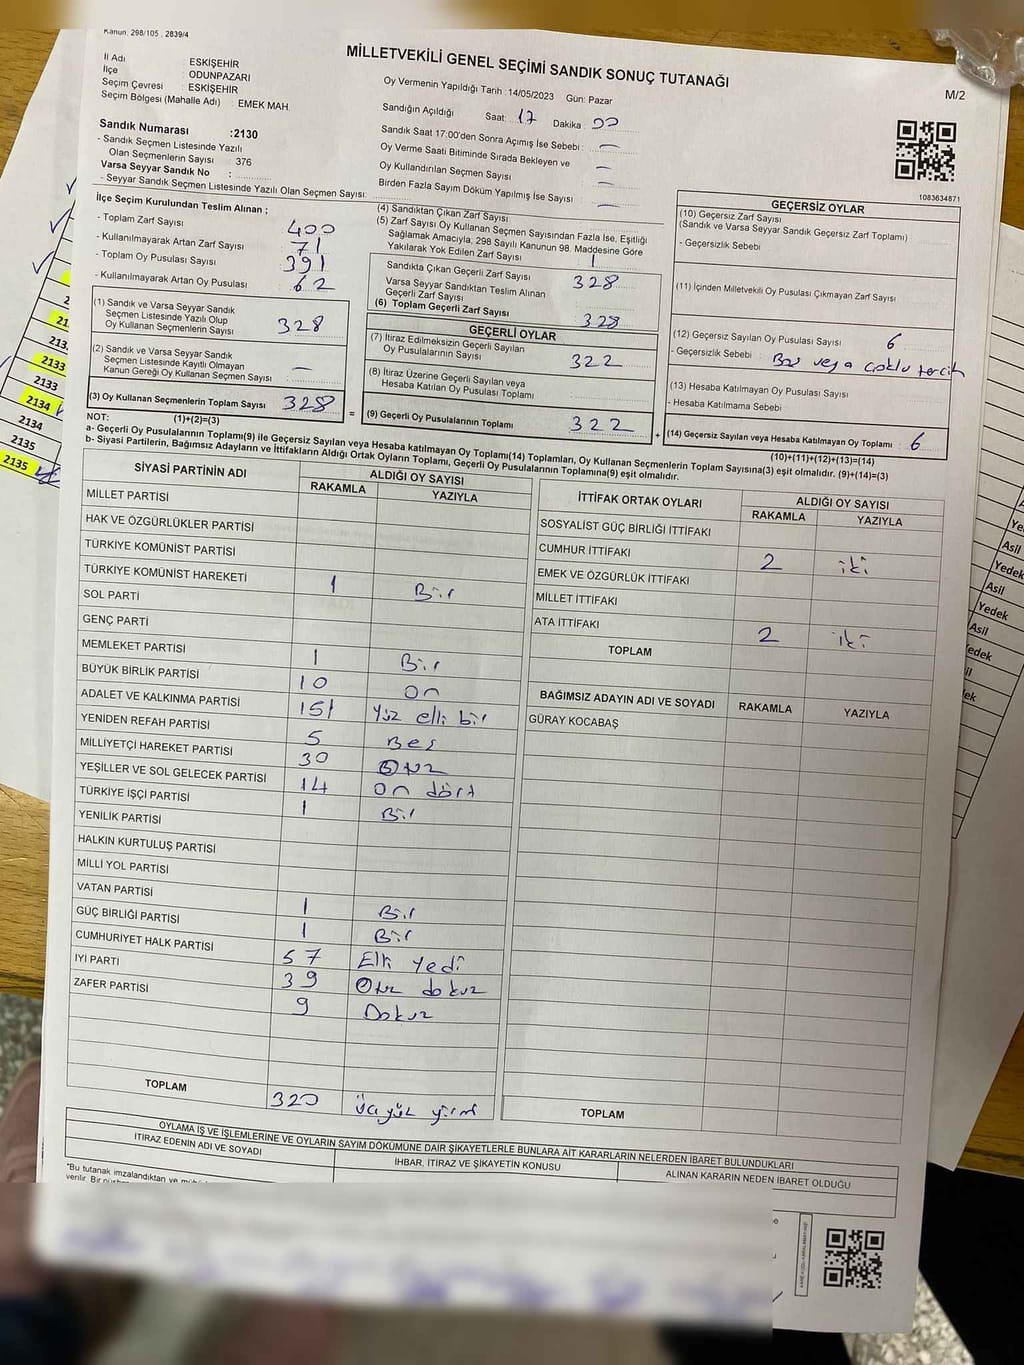 Kanun, 298/105 , 2839/4
MİLLETVEKİLİ GENEL SEÇİMİ SANDIK SONUÇ TUTANAĞI
M/2
İl Adı : ESKİŞEHİR
İlçe : ODUNPAZARI
Seçim Çevresi : ESKİŞEHİR
Seçim Bölgesi (Mahalle Adı) : EMEK MAH.
Oy Vermenin Yapıldığı Tarih : 14/05/2023 Gün: Pazar
Sandığın Açıldığı Saat: 17 Dakika : 00
Sandık Saat 17:00'den Sonra Açımış İse Sebebi : —
Oy Verme Saati Bitiminde Sırada Bekleyen ve
Oy Kullandırılan Seçmen Sayısı : —
Birden Fazla Sayım Döküm Yapılmış İse Sayısı : —
Sandık Numarası :2130
- Sandık Seçmen Listesinde Yazılı
Olan Seçmenlerin Sayısı : 376
Varsa Seyyar Sandık No :
- Seyyar Sandık Seçmen Listesinde Yazılı Olan Seçmen Sayısı:
1083634871
İlçe Seçim Kurulundan Teslim Alınan ;
- Toplam Zarf Sayısı : 400
- Kullanılmayarak Artan Zarf Sayısı : 71
- Toplam Oy Pusulası Sayısı : 391
- Kullanılmayarak Artan Oy Pusulası : 62
(1) Sandık ve Varsa Seyyar Sandık
Seçmen Listesinde Yazılı Olup
Oy Kullanan Seçmenlerin Sayısı : 328
(2) Sandık ve Varsa Seyyar Sandık
Seçmen Listesinde Kayıtlı Olmayan
Kanun Gereği Oy Kullanan Seçmen Sayısı : —
(3) Oy Kullanan Seçmenlerin Toplam Sayısı : 328
(1)+(2)=(3)
(4) Sandıktan Çıkan Zarf Sayısı
(5) Zarf Sayısı Oy Kullanan Seçmen Sayısından Fazla İse, Eşitliği
Sağlamak Amacıyla; 298 Sayılı Kanunun 98. Maddesine Göre
Yakılarak Yok Edilen Zarf Sayısı : 1
Sandıkta Çıkan Geçerli Zarf Sayısı : 328
Varsa Seyyar Sandıktan Teslim Alınan
Geçerli Zarf Sayısı
(6) Toplam Geçerli Zarf Sayısı : 328
GEÇERLİ OYLAR
(7) İtiraz Edilmeksizin Geçerli Sayılan
Oy Pusulalarının Sayısı : 322
(8) İtiraz Üzerine Geçerli Sayılan veya
Hesaba Katılan Oy Pusulası Toplamı :
=
(9) Geçerli Oy Pusulalarının Toplamı : 322
+
GEÇERSİZ OYLAR
(10) Geçersiz Zarf Sayısı
(Sandık ve Varsa Seyyar Sandık Geçersiz Zarf Toplamı)
- Geçersizlik Sebebi
(11) İçinden Milletvekili Oy Pusulası Çıkmayan Zarf Sayısı
(12) Geçersiz Sayılan Oy Pusulası Sayısı : 6
- Geçersizlik Sebebi : Boş veya çoklu tercih
(13) Hesaba Katılmayan Oy Pusulası Sayısı
- Hesaba Katılmama Sebebi :
(14) Geçersiz Sayılan veya Hesaba Katılmayan Oy Toplamı : 6
(10)+(11)+(12)+(13)=(14)
NOT:
a- Geçerli Oy Pusulalarının Toplamı(9) ile Geçersiz Sayılan veya Hesaba katılmayan Oy Toplamı(14) Toplamları, Oy Kullanan Seçmenlerin Toplam Sayısına(3) eşit olmalıdır. (9)+(14)=(3)
b- Siyasi Partilerin, Bağımsız Adayların ve İttifakların Aldığı Ortak Oyların Toplamı, Geçerli Oy Pusulalarının Toplamına(9) eşit olmalıdır.
SİYASİ PARTİNİN ADI ALDIĞI OY SAYISI
RAKAMLA YAZIYLA
MİLLET PARTİSİ
HAK VE ÖZGÜRLÜKLER PARTİSİ
TÜRKİYE KOMÜNİST PARTİSİ
TÜRKİYE KOMÜNİST HAREKETİ 1 Bir
SOL PARTİ
GENÇ PARTİ
MEMLEKET PARTİSİ 1 Bir
BÜYÜK BİRLİK PARTİSİ 10 on
ADALET VE KALKINMA PARTİSİ 151 Yüz elli bir
YENİDEN REFAH PARTİSİ 5 Beş
MİLLİYETÇİ HAREKET PARTİSİ 30 Otuz
YEŞİLLER VE SOL GELECEK PARTİSİ 14 on dört
TÜRKİYE İŞÇİ PARTİSİ 1 Bir
YENİLİK PARTİSİ
HALKIN KURTULUŞ PARTİSİ
MİLLİ YOL PARTİSİ
VATAN PARTİSİ 1 Bir
GÜÇ BİRLİĞİ PARTİSİ 1 Bir
CUMHURİYET HALK PARTİSİ 57 Elli Yedi
İYİ PARTİ 39 Otuz dokuz
ZAFER PARTİSİ 9 Dokuz
TOPLAM 320 üçyüz yirmi
İTTİFAK ORTAK OYLARI ALDIĞI OY SAYISI
RAKAMLA YAZIYLA
SOSYALİST GÜÇ BİRLİĞİ İTTİFAKI
CUMHUR İTTİFAKI 2 iki
EMEK VE ÖZGÜRLÜK İTTİFAKI
MİLLET İTTİFAKI
ATA İTTİFAKI
TOPLAM 2 iki
BAĞIMSIZ ADAYIN ADI VE SOYADI RAKAMLA YAZIYLA
GÜRAY KOCABAŞ
TOPLAM
OYLAMA İŞ VE İŞLEMLERİNE VE OYLARIN SAYIM DÖKÜMÜNE DAİR ŞİKAYETLERLE BUNLARA AİT KARARLARIN NELERDEN İBARET BULUNDUKLARI
İTİRAZ EDENİN ADI VE SOYADI İHBAR, İTİRAZ VE ŞİKAYETİN KONUSU ALINAN KARARIN NEDEN İBARET OLDUĞU
"Bu tutanak imzalandıktan ve
2133
2133
2134
2134
2135
2135
Asil
Yedek
Asil
Yedek
Asil